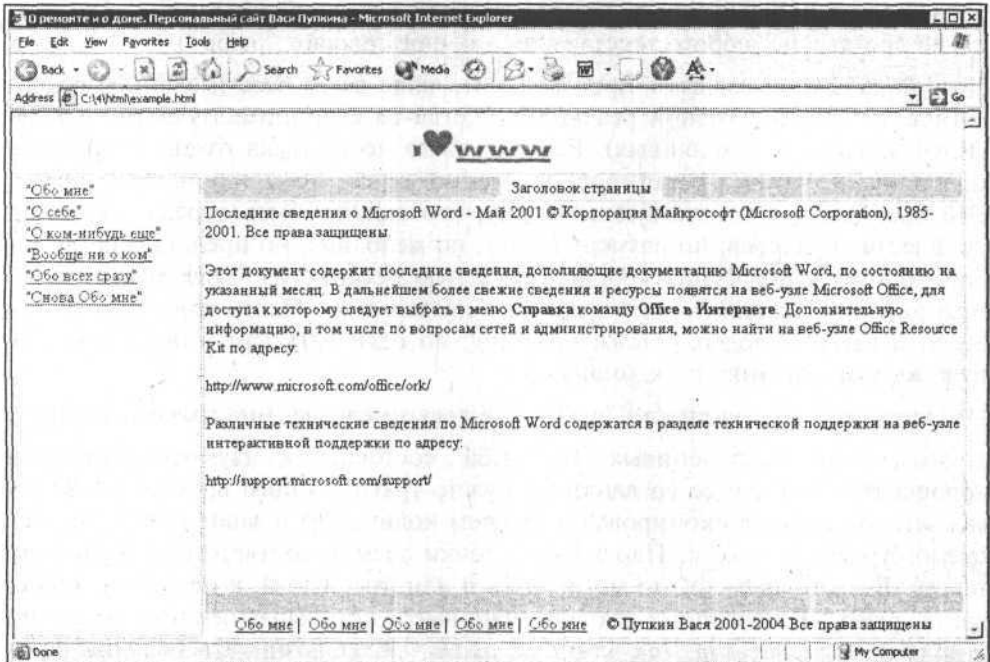 О ремонте и о доме. Персональный сайт Васи Пупкина - Microsoft Internet Explorer
File Edit View Favorites Tools Help
Back Search Favorites Media
Address C:\4\html\example.html Go
www
"Обо мне"
"О себе"
"О ком-нибудь еще"
"Вообще ни о ком"
"Обо всех сразу"
"Снова Обо мне"
Заголовок страницы
Последние сведения о Microsoft Word - Май 2001 © Корпорация Майкрософт (Microsoft Corporation), 1985-
2001. Все права защищены.
Этот документ содержит последние сведения, дополняющие документацию Microsoft Word, по состоянию на
указанный месяц. В дальнейшем более свежие сведения и ресурсы появятся на веб-узле Microsoft Office, для
доступа к которому следует выбрать в меню Справка команду Office в Интернете. Дополнительную
информацию, в том числе по вопросам сетей и администрирования, можно найти на веб-узле Office Resource
Kit по адресу:
http://www.microsoft.com/office/ork/
Различные технические сведения по Microsoft Word содержатся в разделе технической поддержки на веб-узле
интерактивной поддержки по адресу:
http://support.microsoft.com/support/
Обо мне | Обо мне | Обо мне | Обо мне | Обо мне © Пупкин Вася 2001-2004 Все права защищены
Done My Computer